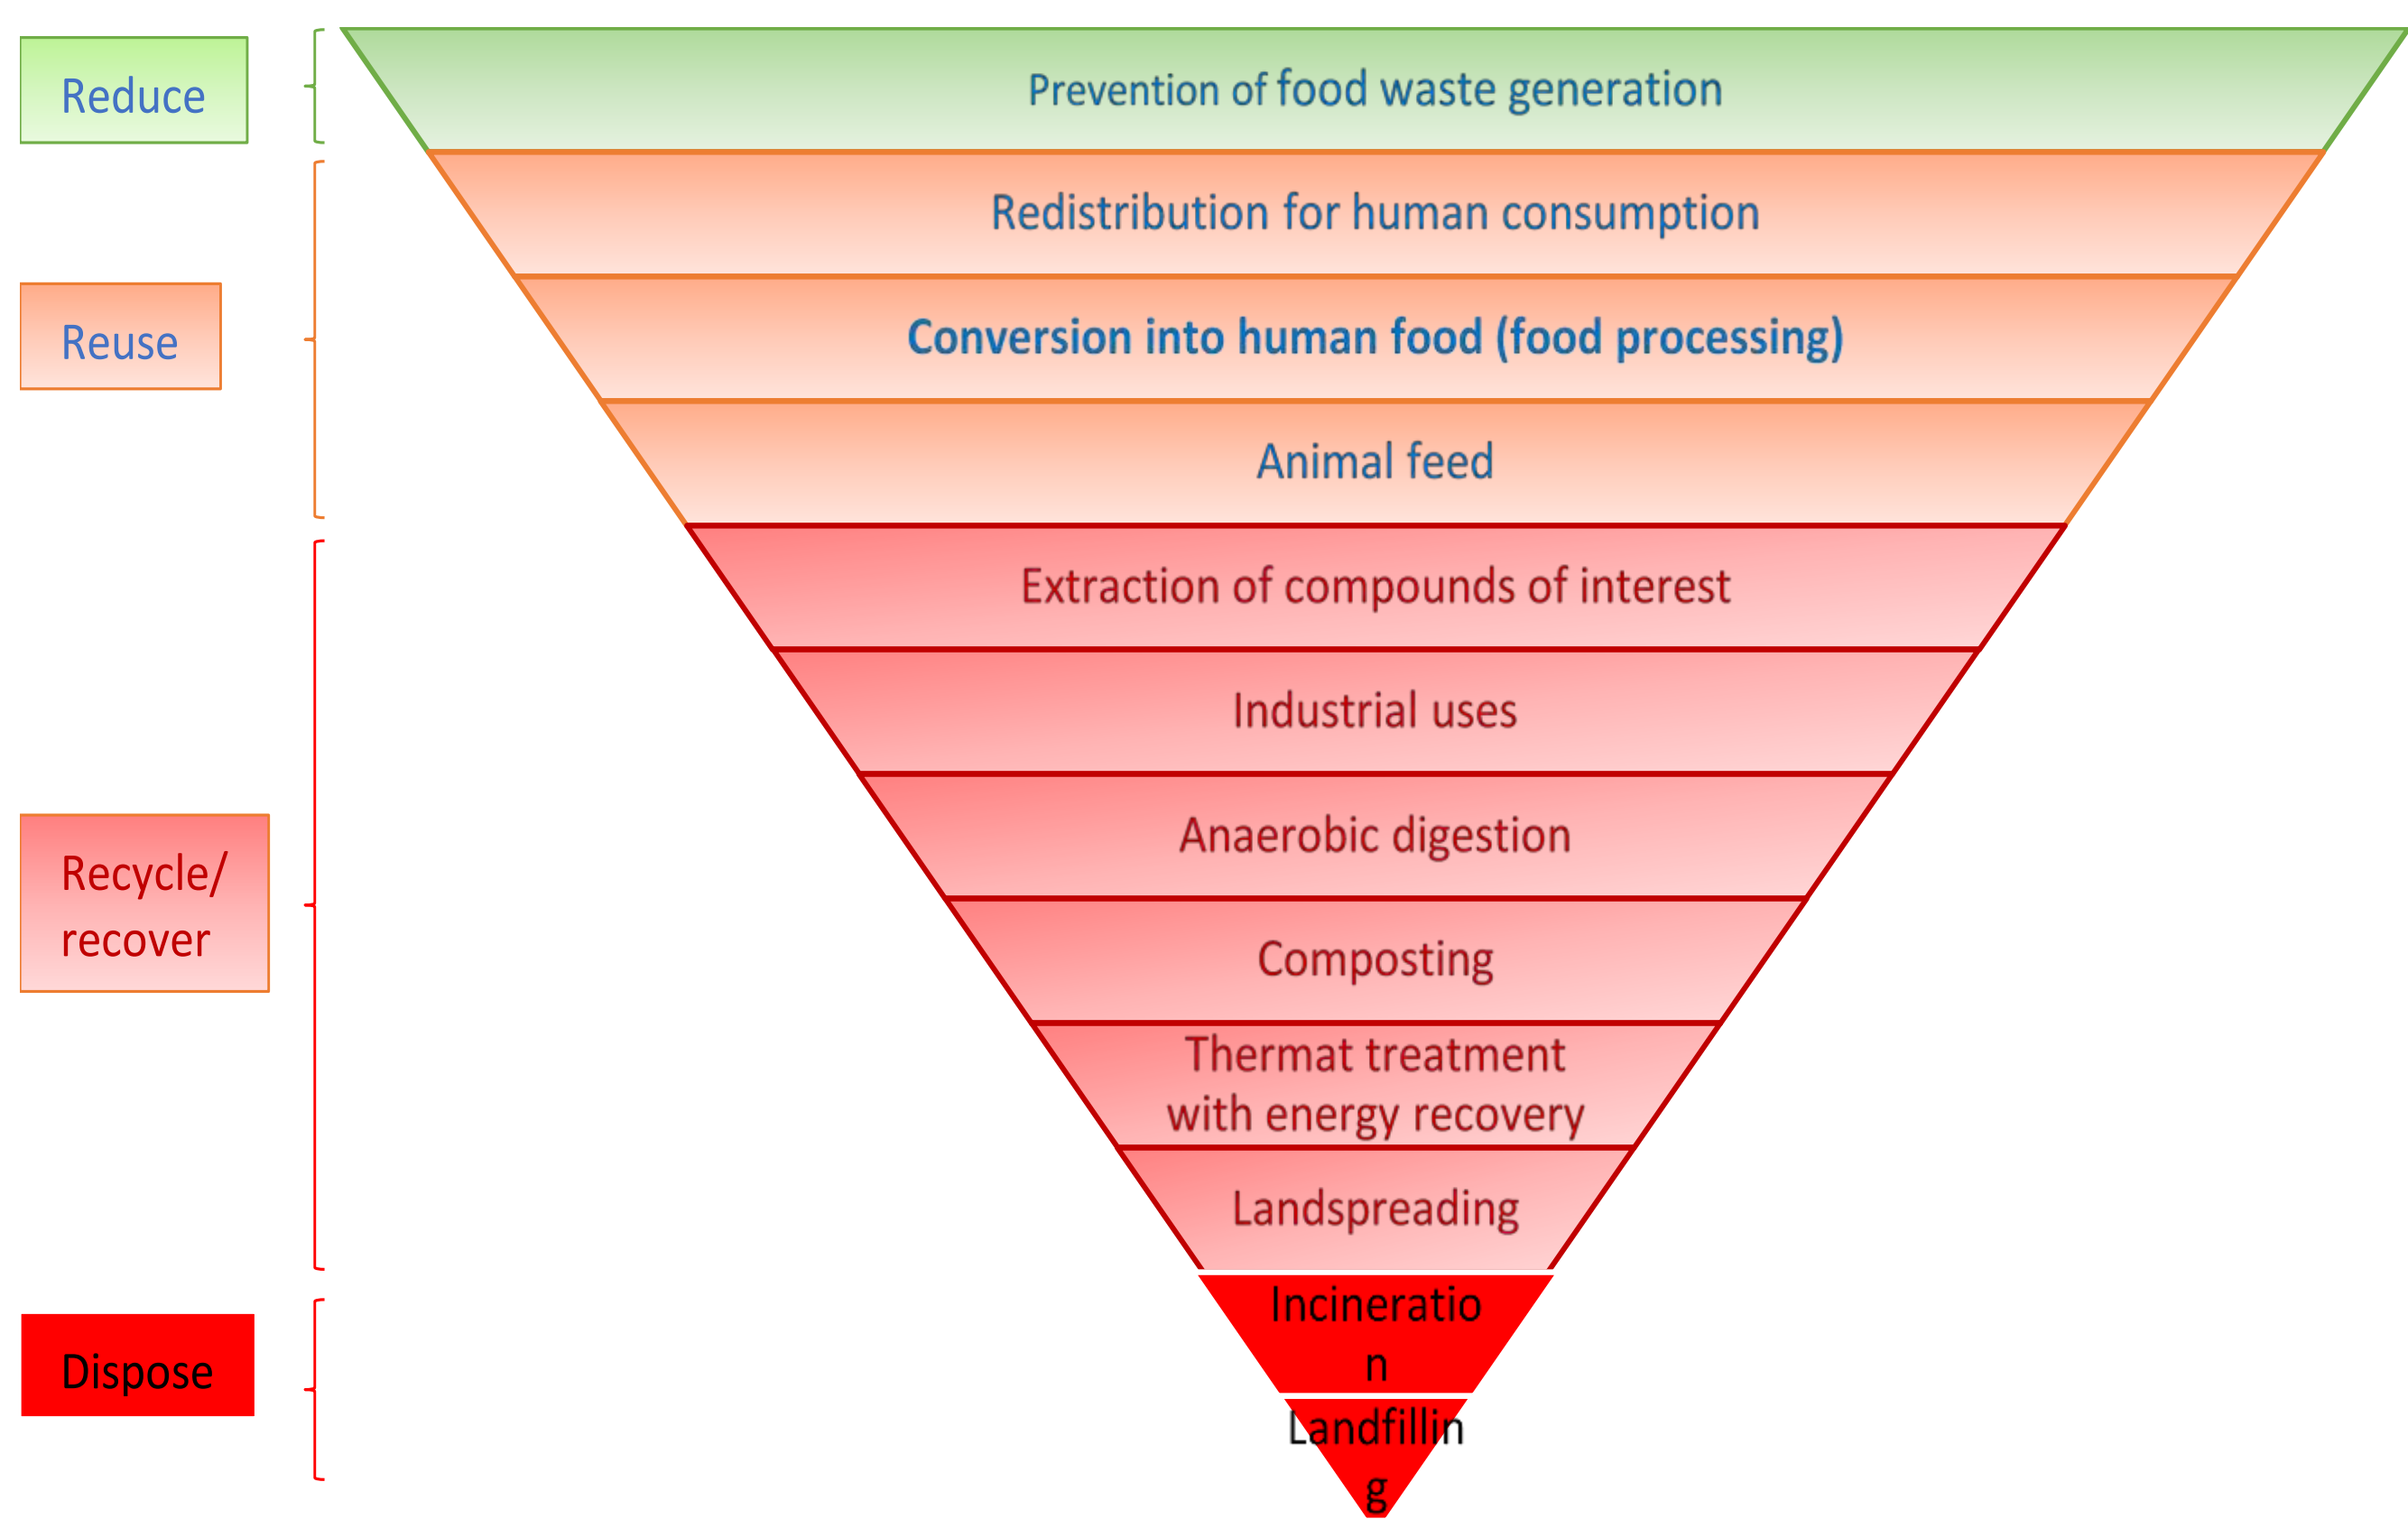 Reduce
Prevention of food waste generation
Redistribution for human consumption
Reuse
Conversion into human food (food processing)
Animal feed
Extraction of compounds of interest
Industrial uses
Anaerobic digestion
Recycle/
recover
Composting
Thermat treatment
with energy recovery
Landspreading
Dispose
Incineratio
n
Landfillin
g